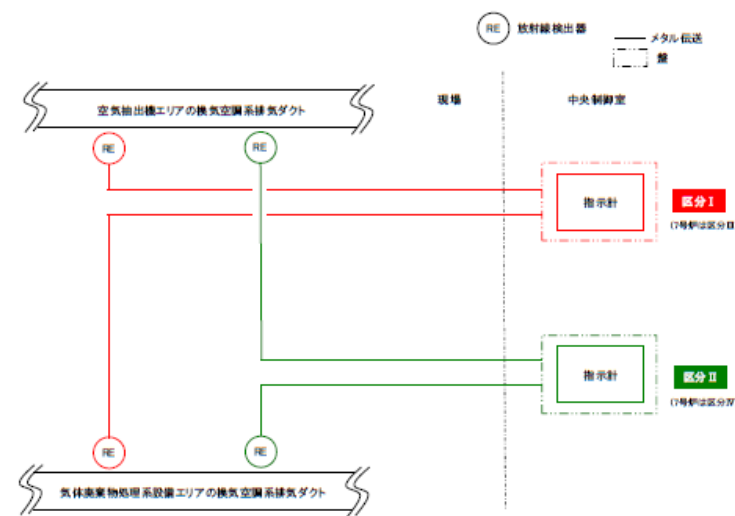 RE 放射線検出器
メタル伝送
盤
現場
中央制御室
空気抽出機エリアの換気空調系排気ダクト
RE
RE
指示計
区分Ⅰ
(7号炉は区分Ⅲ
指示計
区分Ⅱ
(7号炉は区分Ⅳ
RE
RE
気体廃棄物処理系設備エリアの換気空調系排気ダクト